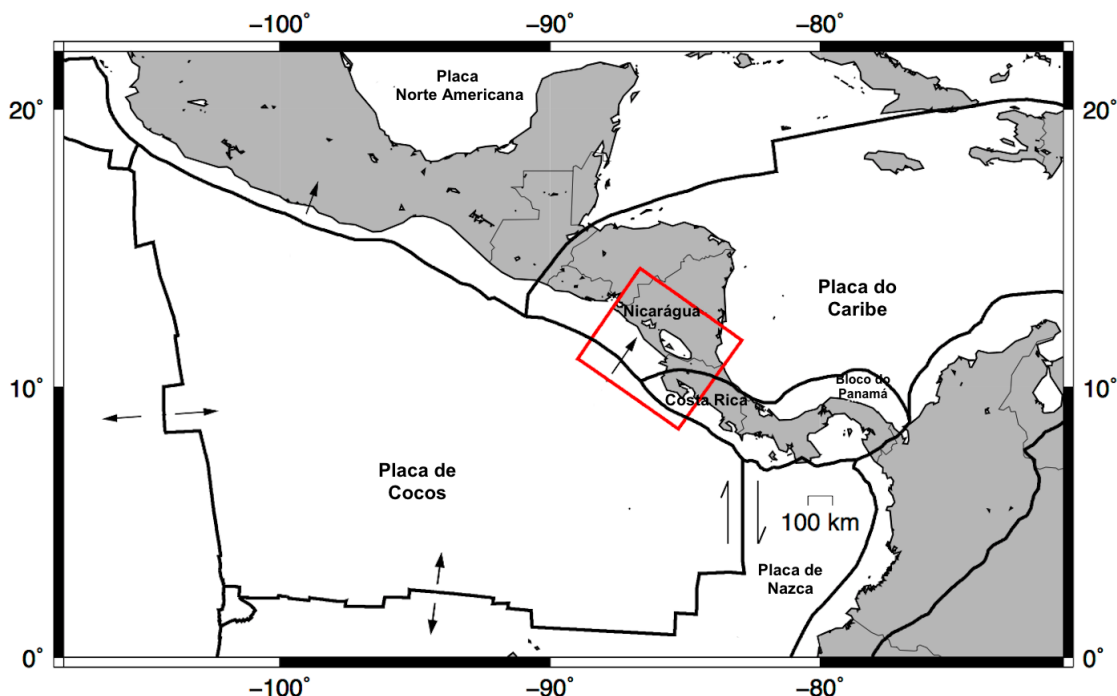 −100˚ −90˚ −80˚
Placa
Norte Americana
20˚ 20˚
Placa do
Caribe
Nicarágua
10˚ 10˚
Bloco do
Panamá
Costa Rica
Placa de
Cocos
100 km
Placa de
Nazca
0˚ 0˚
−100˚ −90˚ −80˚